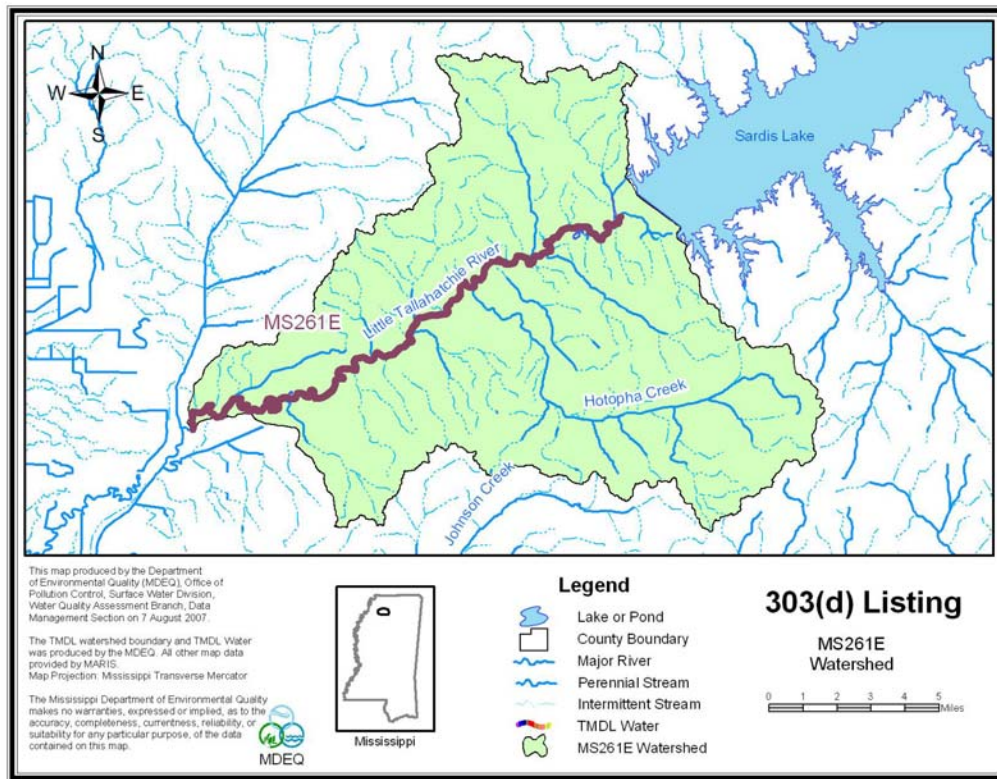 N
W E
S
Sardis Lake
Little Tallahatchie River
MS261E
Hotopha Creek
Johnson Creek
This map produced by the Department
of Environmental Quality (MDEQ), Office of
Pollution Control, Surface Water Division,
Water Quality Assessment Branch, Data
Management Section on 7 August 2007.
The TMDL watershed boundary and TMDL Water
was produced by the MDEQ. All other map data
provided by MARIS.
Map Projection: Mississippi Transverse Mercator
The Mississippi Department of Environmental Quality
makes no warranties, expressed or implied, as to the
accuracy, completeness, currentness, reliability, or
suitability for any particular purpose, of the data
contained on this map.
MDEQ
Mississippi
Legend
Lake or Pond
County Boundary
Major River
Perennial Stream
Intermittent Stream
TMDL Water
MS261E Watershed
303(d) Listing
MS261E
Watershed
0 1 2 3 4 5
Miles